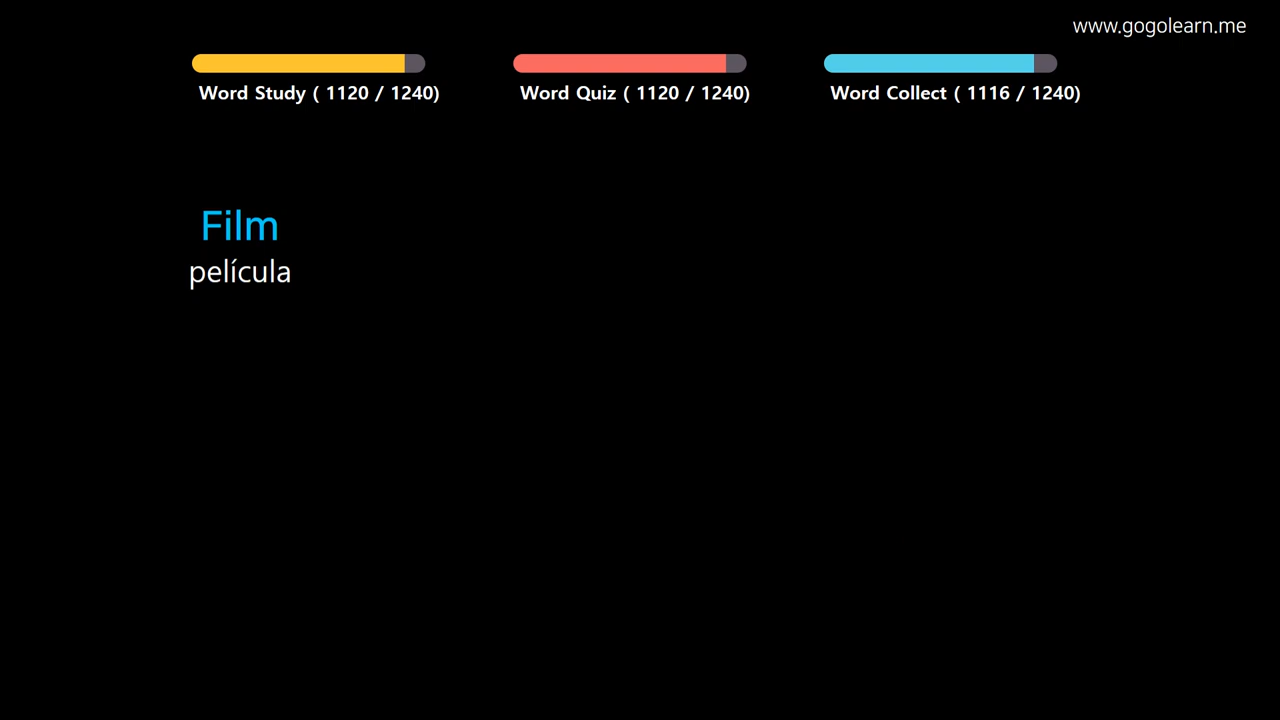 www.gogolearn.me
Word Study ( 1120 / 1240)
Word Quiz ( 1120 / 1240)
Word Collect ( 1116 / 1240)
Film
película